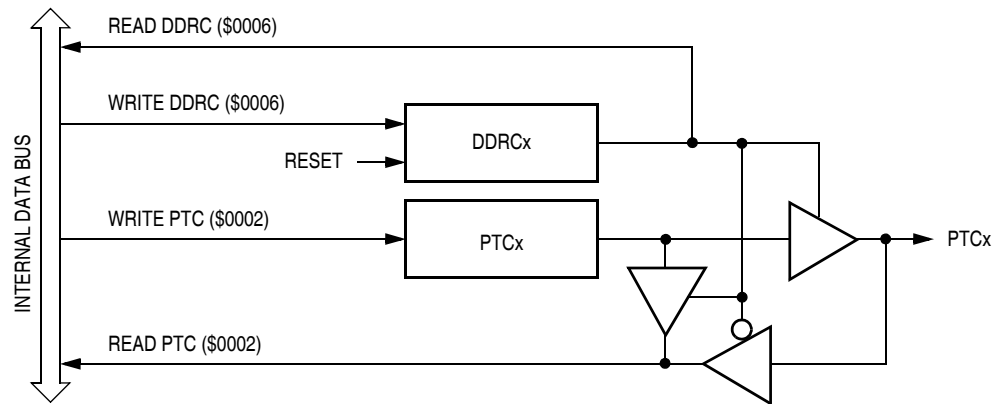 READ DDRC ($0006)
WRITE DDRC ($0006)
DDRCx
RESET
INTERNAL DATA BUS
WRITE PTC ($0002)
PTCx
PTCx
READ PTC ($0002)